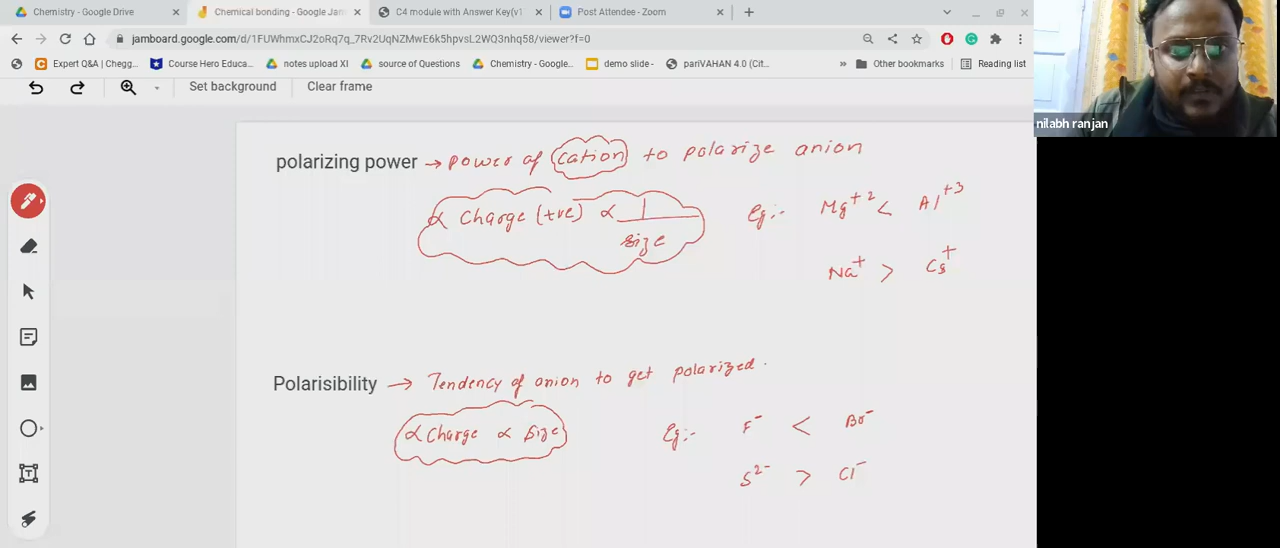 Chemistry - Google Drive × Chemical bonding - Google Jam × C4 module with Answer Key(v1 × Post Attendee - Zoom × +
jamboard.google.com/d/1FUWhmxCJ2oRq7q_7Rv2UqNZMwE6k5hpvsL2WQ3nhq58/viewer?f=0
Expert Q&A | Chegg... Course Hero Educa... notes upload XI source of Questions Chemistry - Google... demo slide - pariVAHAN 4.0 (Cit... » Other bookmarks Reading list
Set background Clear frame
nilabh ranjan
polarizing power → power of cation to polarize anion
∝ Charge (+ve) ∝ 1/size Eg:- Mg+2 < Al+3
Na+ > Cs+
Polarisibility → Tendency of anion to get polarized.
∝ Charge ∝ Size Eg:- F- < Br-
S2- > Cl-